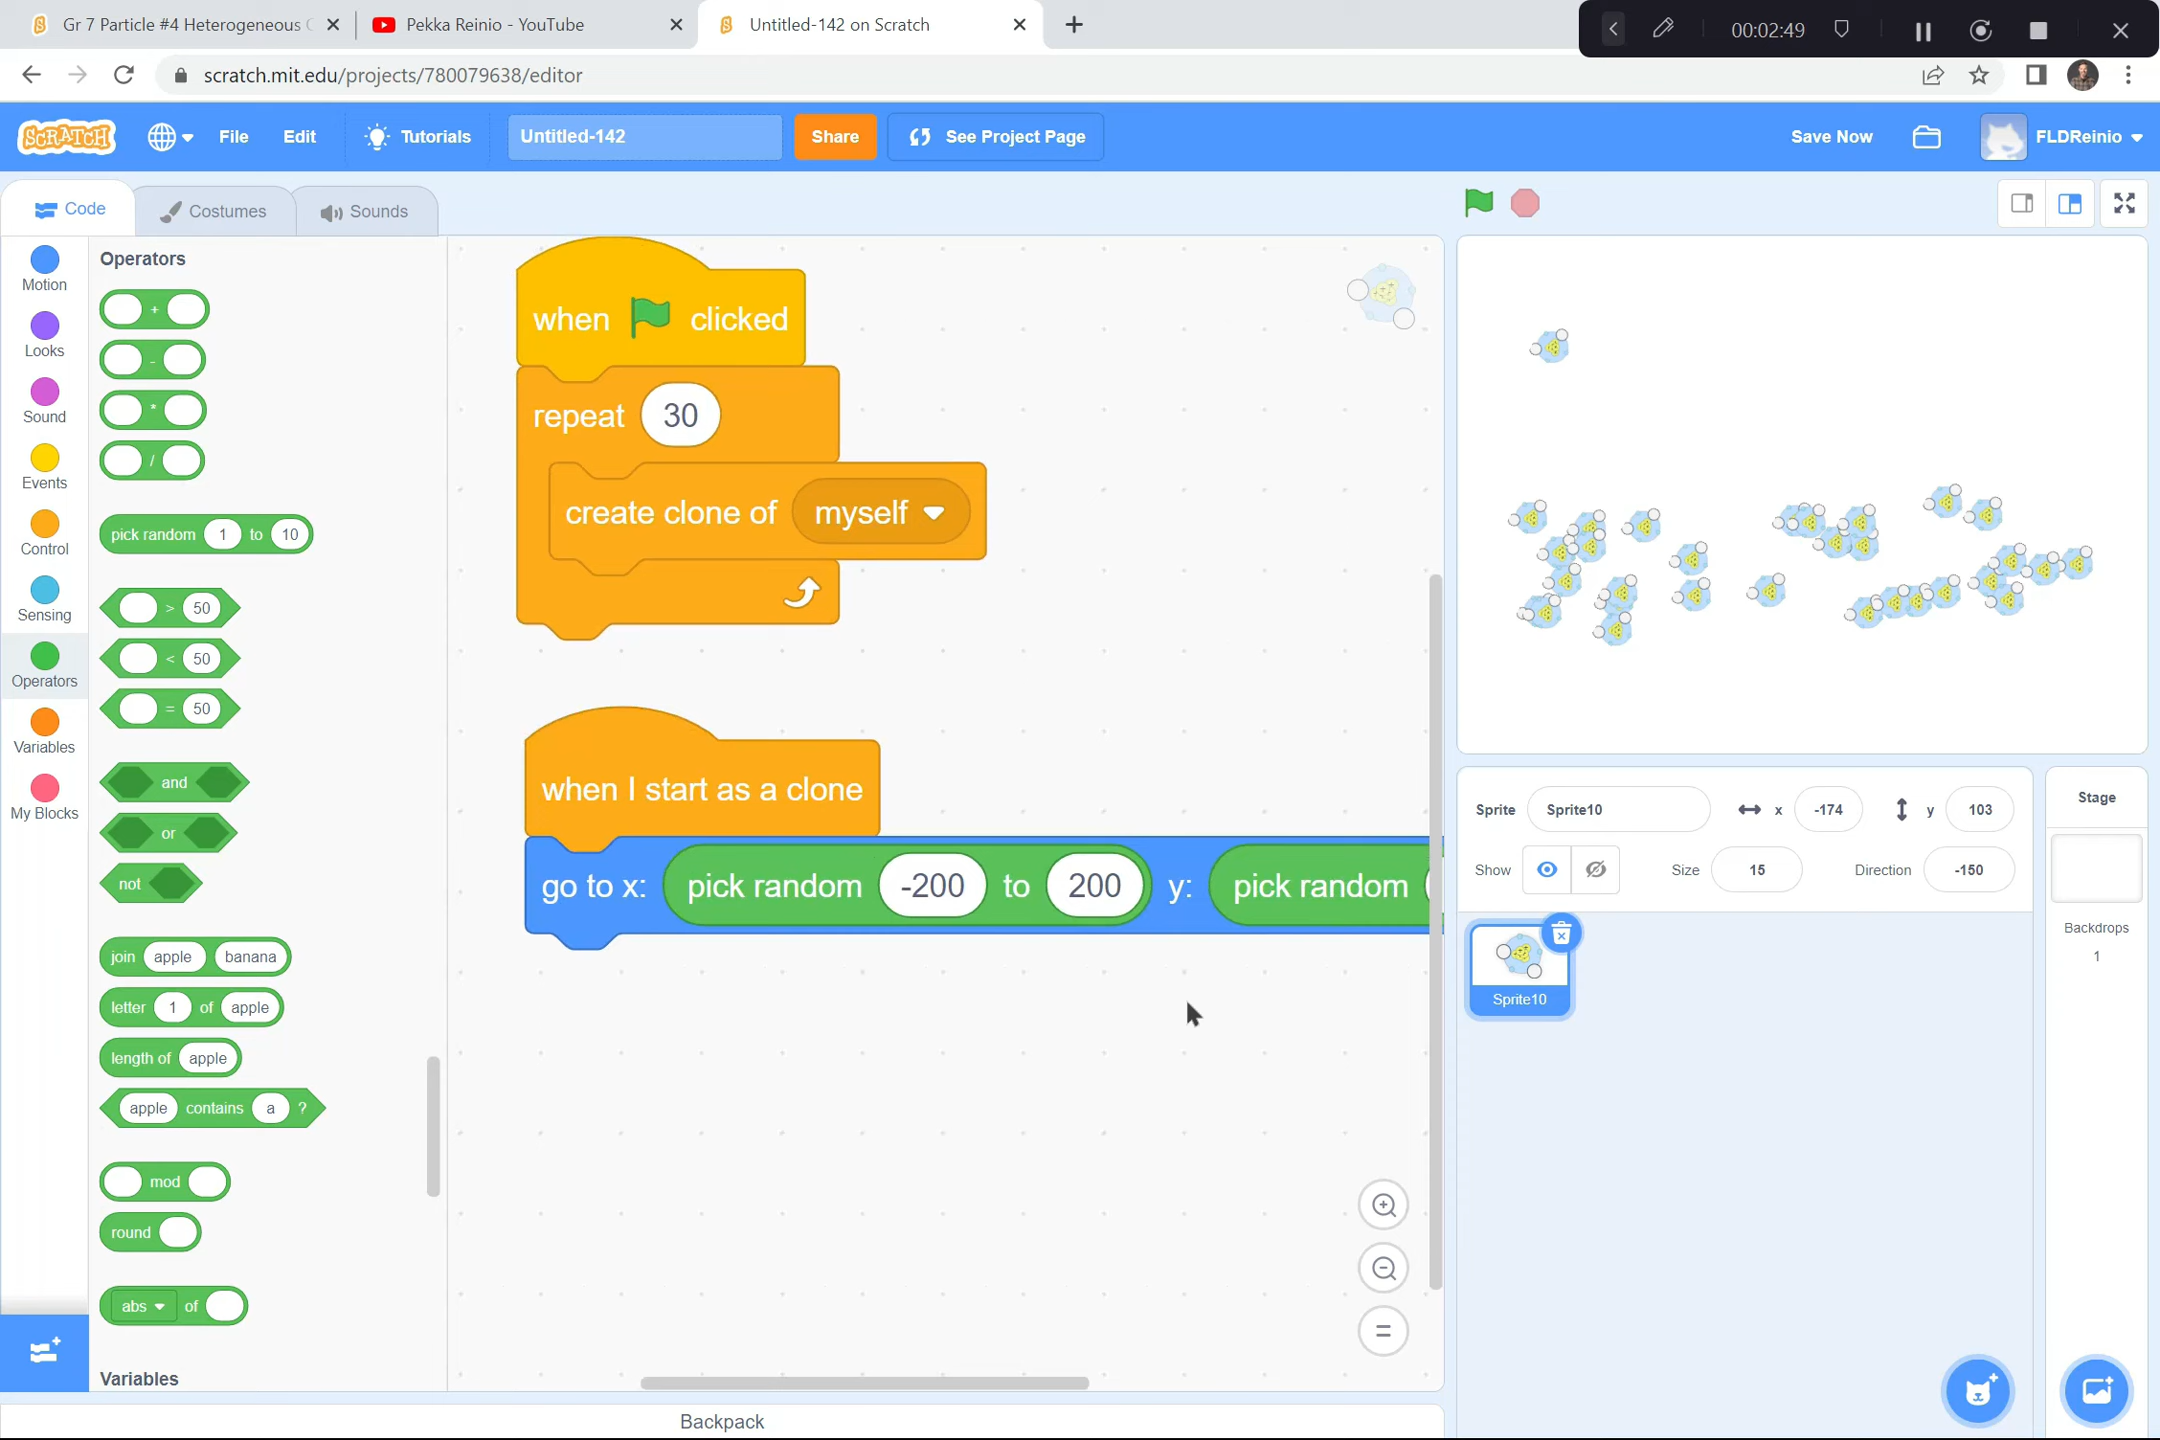 Gr 7 Particle #4 Heterogeneous
Pekka Reinio - YouTube
Untitled-142 on Scratch
00:02:49
scratch.mit.edu/projects/780079638/editor
SCRATCH
File
Edit
Tutorials
Untitled-142
Share
See Project Page
Save Now
FLDReinio
Code
Costumes
Sounds
Motion
Looks
Sound
Events
Control
Sensing
Operators
Variables
My Blocks
Operators
+
-
*
/
pick random 1 to 10
> 50
< 50
= 50
and
or
not
join apple banana
letter 1 of apple
length of apple
apple contains a ?
mod
round
abs of
Variables
when clicked
repeat 30
create clone of myself
when I start as a clone
go to x: pick random -200 to 200 y: pick random
=
Backpack
Sprite Sprite10 x -174 y 103
Show Size 15 Direction -150
Sprite10
Stage
Backdrops
1